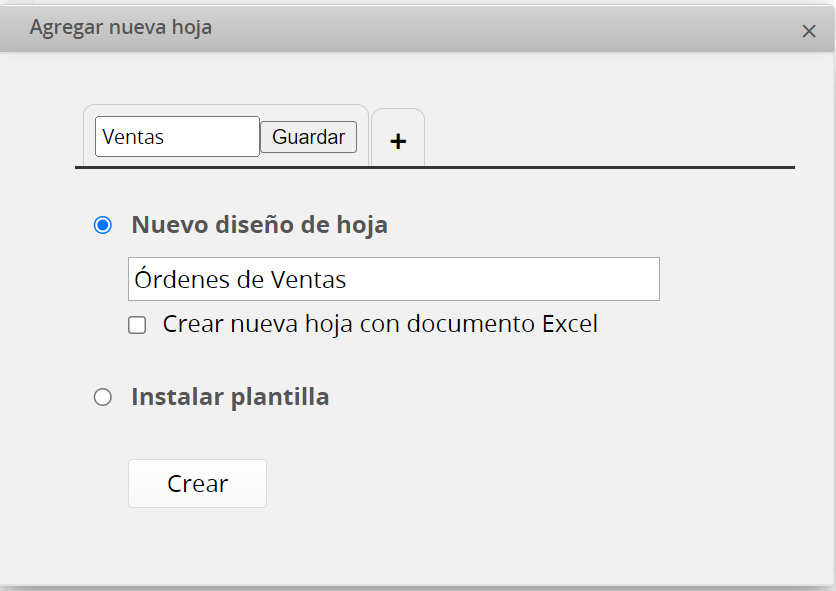 Agregar nueva hoja
Ventas Guardar +
Nuevo diseño de hoja
Órdenes de Ventas
Crear nueva hoja con documento Excel
Instalar plantilla
Crear